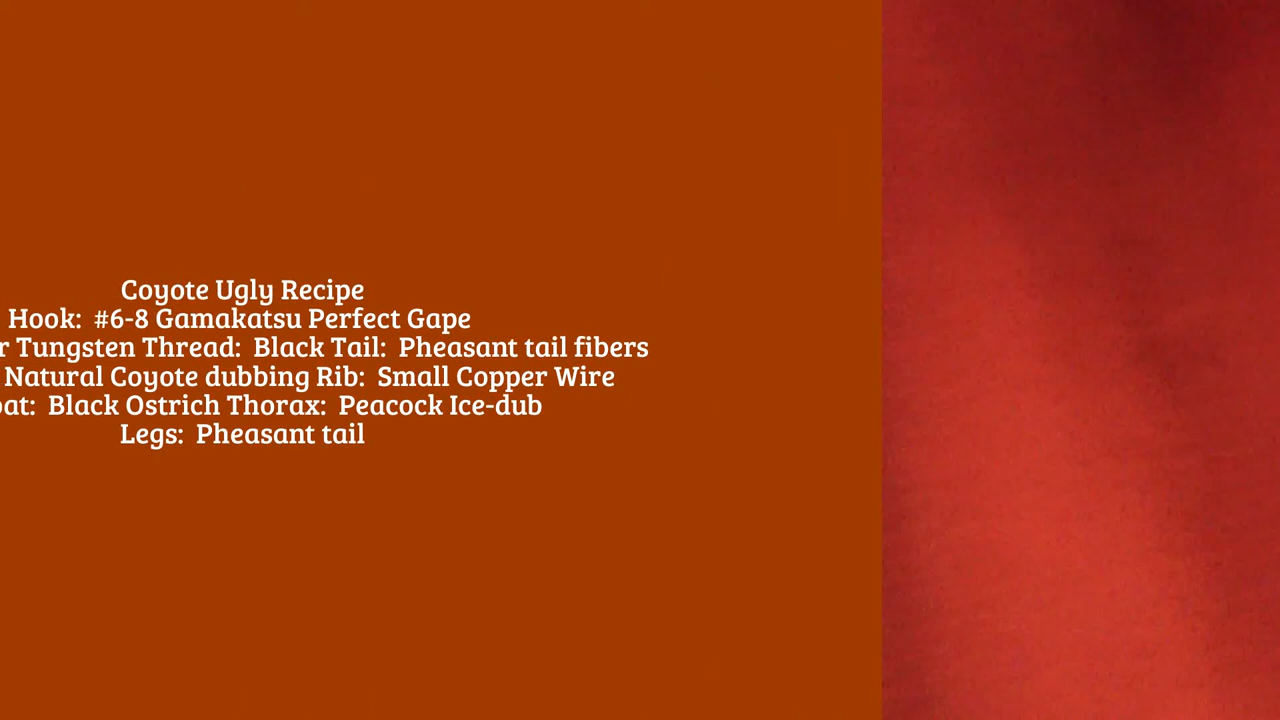 Coyote Ugly Recipe
Hook: #6-8 Gamakatsu Perfect Gape
Tungsten Thread: Black Tail: Pheasant tail fibers
Natural Coyote dubbing Rib: Small Copper Wire
Black Ostrich Thorax: Peacock Ice-dub
Legs: Pheasant tail